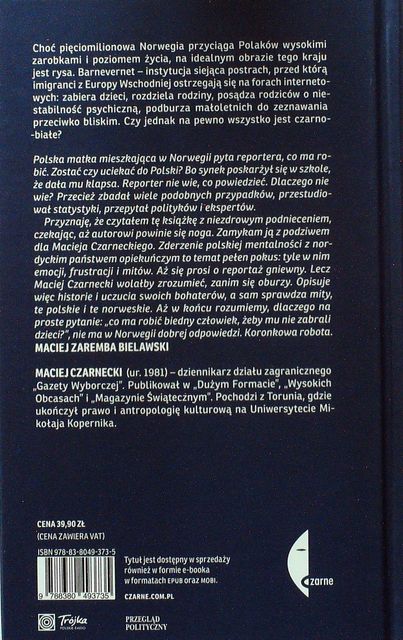 Choć pięciomilionowa Norwegia przyciąga Polaków wysokimi
zarobkami i poziomem życia, na idealnym obrazie tego kraju
jest rysa. Barnevernet – instytucja siejąca postrach, przed którą
imigranci z Europy Wschodniej ostrzegają się na forach interneto-
wych: zabiera dzieci, rozdziela rodziny, posądza rodziców o nie-
stabilność psychiczną, podburza małoletnich do zeznawania
przeciwko bliskim. Czy jednak na pewno wszystko jest czarno-
-białe?
Polska matka mieszkająca w Norwegii pyta reportera, co ma ro-
bić. Zostać czy uciekać do Polski? Bo synek poskarżył się w szkole,
że dała mu klapsa. Reporter nie wie, co powiedzieć. Dlaczego nie
wie? Przecież zbadał wiele podobnych przypadków, przestudio-
wał statystyki, przepytał polityków i ekspertów.
Przyznaję, że czytałem tę książkę z niezdrowym podnieceniem,
czekając, aż autorowi powinie się noga. Zamykam ją z podziwem
dla Macieja Czarneckiego. Zderzenie polskiej mentalności z nor-
dyckim państwem opiekuńczym to temat pełen pokus: tyle w nim
emocji, frustracji i mitów. Aż się prosi o reportaż gniewny. Lecz
Maciej Czarnecki wolałby zrozumieć, zanim się oburzy. Opisuje
więc historie i uczucia swoich bohaterów, a sam sprawdza mity,
te polskie i te norweskie. Aż w końcu rozumiemy, dlaczego na
proste pytanie: „co ma robić biedny człowiek, żeby mu nie zabrali
dzieci?”, nie ma w Norwegii dobrej odpowiedzi. Koronkowa robota.
MACIEJ ZAREMBA BIELAWSKI
MACIEJ CZARNECKI (ur. 1981) – dziennikarz działu zagranicznego
„Gazety Wyborczej”. Publikował w „Dużym Formacie”, „Wysokich
Obcasach” i „Magazynie Świątecznym”. Pochodzi z Torunia, gdzie
ukończył prawo i antropologię kulturową na Uniwersytecie Mi-
kołaja Kopernika.
CENA 39,90 ZŁ
(CENA ZAWIERA VAT)
ISBN 978-83-8049-373-5
9 788380 493735
Tytuł jest dostępny w sprzedaży
również w formie e-booka
w formatach EPUB oraz MOBI.
CZARNE.COM.PL
czarne
Trójka
POLSKIE RADIO
PRZEGLĄD
POLITYCZNY